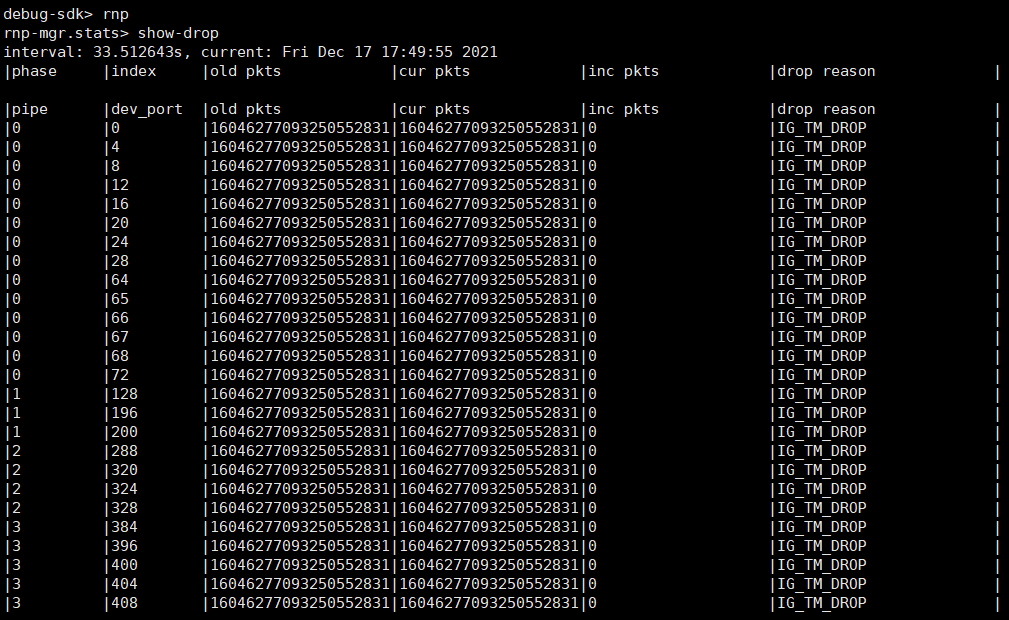 debug-sdk> rnp
rnp-mgr.stats> show-drop
interval: 33.512643s, current: Fri Dec 17 17:49:55 2021
|phase     |index     |old pkts            |cur pkts            |inc pkts            |drop reason             |
|pipe      |dev_port  |old pkts            |cur pkts            |inc pkts            |drop reason             |
|0         |0         |16046277093250552831|16046277093250552831|0                   |IG_TM_DROP              |
|0         |4         |16046277093250552831|16046277093250552831|0                   |IG_TM_DROP              |
|0         |8         |16046277093250552831|16046277093250552831|0                   |IG_TM_DROP              |
|0         |12        |16046277093250552831|16046277093250552831|0                   |IG_TM_DROP              |
|0         |16        |16046277093250552831|16046277093250552831|0                   |IG_TM_DROP              |
|0         |20        |16046277093250552831|16046277093250552831|0                   |IG_TM_DROP              |
|0         |24        |16046277093250552831|16046277093250552831|0                   |IG_TM_DROP              |
|0         |28        |16046277093250552831|16046277093250552831|0                   |IG_TM_DROP              |
|0         |64        |16046277093250552831|16046277093250552831|0                   |IG_TM_DROP              |
|0         |65        |16046277093250552831|16046277093250552831|0                   |IG_TM_DROP              |
|0         |66        |16046277093250552831|16046277093250552831|0                   |IG_TM_DROP              |
|0         |67        |16046277093250552831|16046277093250552831|0                   |IG_TM_DROP              |
|0         |68        |16046277093250552831|16046277093250552831|0                   |IG_TM_DROP              |
|0         |72        |16046277093250552831|16046277093250552831|0                   |IG_TM_DROP              |
|1         |128       |16046277093250552831|16046277093250552831|0                   |IG_TM_DROP              |
|1         |196       |16046277093250552831|16046277093250552831|0                   |IG_TM_DROP              |
|1         |200       |16046277093250552831|16046277093250552831|0                   |IG_TM_DROP              |
|2         |288       |16046277093250552831|16046277093250552831|0                   |IG_TM_DROP              |
|2         |320       |16046277093250552831|16046277093250552831|0                   |IG_TM_DROP              |
|2         |324       |16046277093250552831|16046277093250552831|0                   |IG_TM_DROP              |
|2         |328       |16046277093250552831|16046277093250552831|0                   |IG_TM_DROP              |
|3         |384       |16046277093250552831|16046277093250552831|0                   |IG_TM_DROP              |
|3         |396       |16046277093250552831|16046277093250552831|0                   |IG_TM_DROP              |
|3         |400       |16046277093250552831|16046277093250552831|0                   |IG_TM_DROP              |
|3         |404       |16046277093250552831|16046277093250552831|0                   |IG_TM_DROP              |
|3         |408       |16046277093250552831|16046277093250552831|0                   |IG_TM_DROP              |